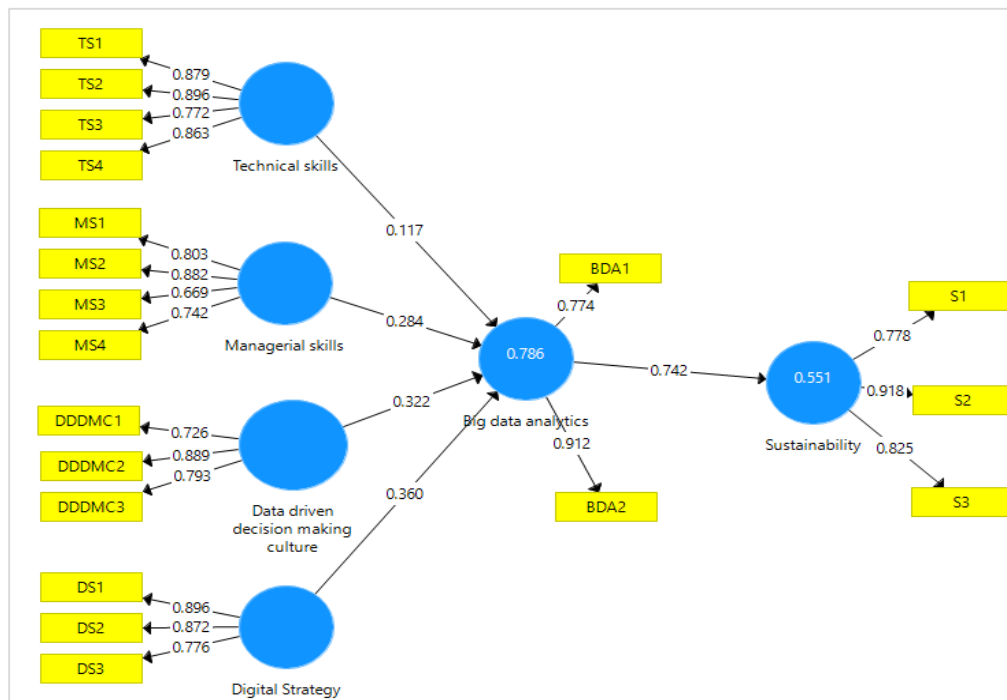 TS1
TS2
TS3
TS4
0.879
0.896
0.772
0.863
Technical skills
0.117
MS1
MS2
MS3
MS4
0.803
0.882
0.669
0.742
Managerial skills
0.284
DDDMC1
DDDMC2
DDDMC3
0.726
0.889
0.793
Data driven
decision making
culture
0.322
DS1
DS2
DS3
0.896
0.872
0.776
Digital Strategy
0.360
BDA1
0.774
0.786
Big data analytics
0.912
BDA2
0.742
0.551
Sustainability
S1
0.778
0.918
S2
0.825
S3